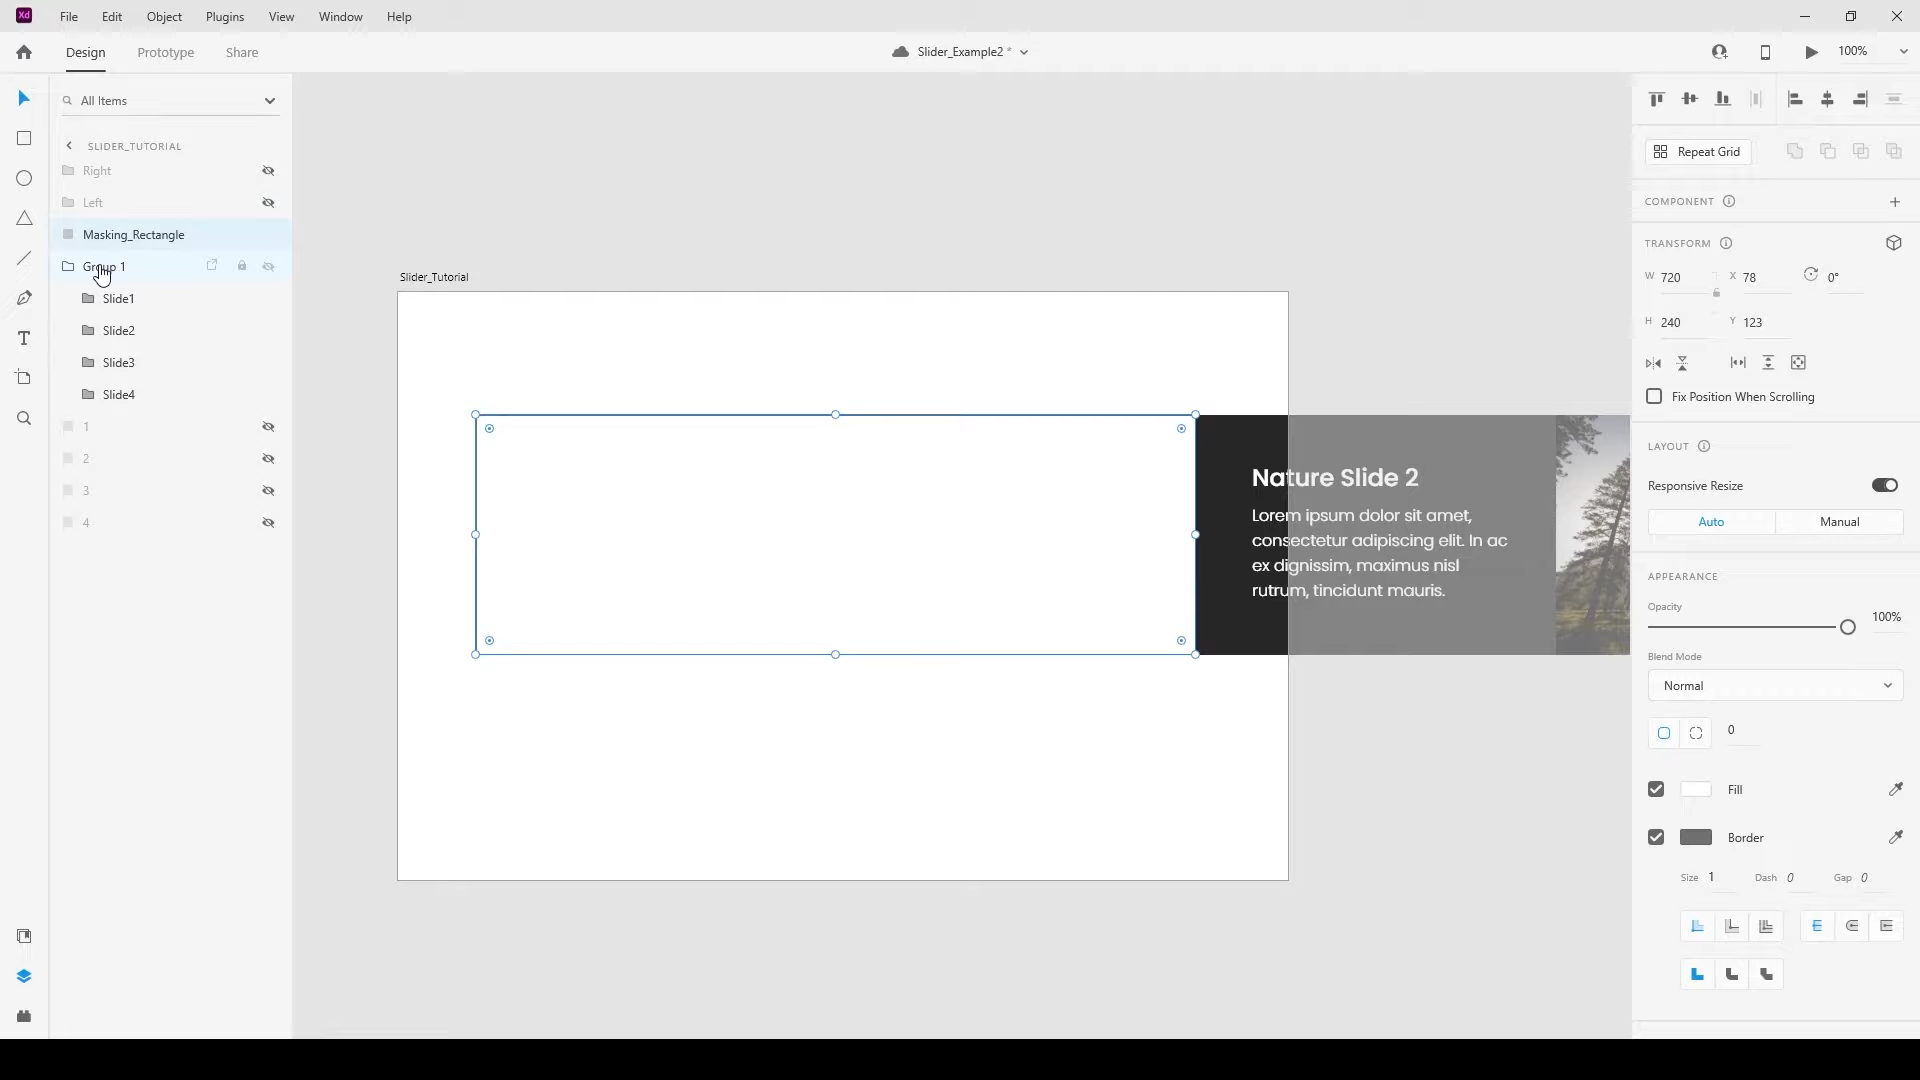 Xd File Edit Object Plugins View Window Help
Design Prototype Share
Slider_Example2 *
100%
All Items
SLIDER_TUTORIAL
Right
Left
Masking_Rectangle
Group 1
Slide1
Slide2
Slide3
Slide4
1
2
3
4
Slider_Tutorial
Nature Slide 2
Lorem ipsum dolor sit amet,
consectetur adipiscing elit. In ac
ex dignissim, maximus nisl
rutrum, tincidunt mauris.
Repeat Grid
COMPONENT
TRANSFORM
W 720 X 78 0°
H 240 Y 123
Fix Position When Scrolling
LAYOUT
Responsive Resize
Auto Manual
APPEARANCE
Opacity
100%
Blend Mode
Normal
0
Fill
Border
Size 1 Dash 0 Gap 0